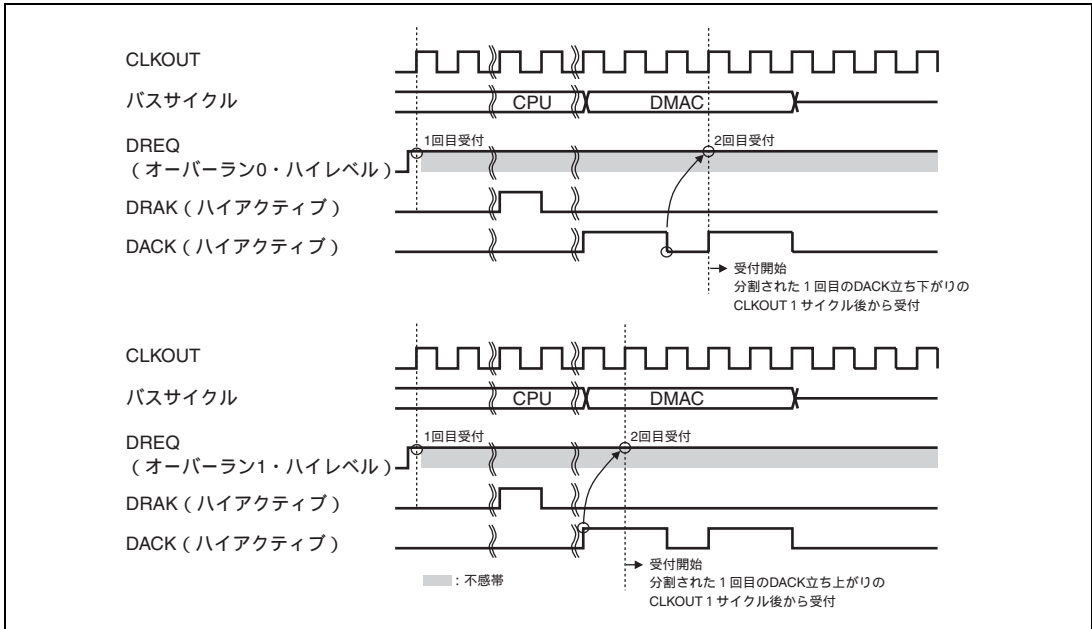 CLKOUT
バスサイクル
CPU
DMAC
DREQ
(オーバーラン0・ハイレベル)
1回目受付
2回目受付
DRAK(ハイアクティブ)
DACK(ハイアクティブ)
受付開始
分割された1回目のDACK立ち下がりの
CLKOUT1サイクル後から受付
CLKOUT
バスサイクル
CPU
DMAC
DREQ
(オーバーラン1・ハイレベル)
1回目受付
2回目受付
DRAK(ハイアクティブ)
DACK(ハイアクティブ)
受付開始
分割された1回目のDACK立ち上がりの
CLKOUT1サイクル後から受付
:不感帯